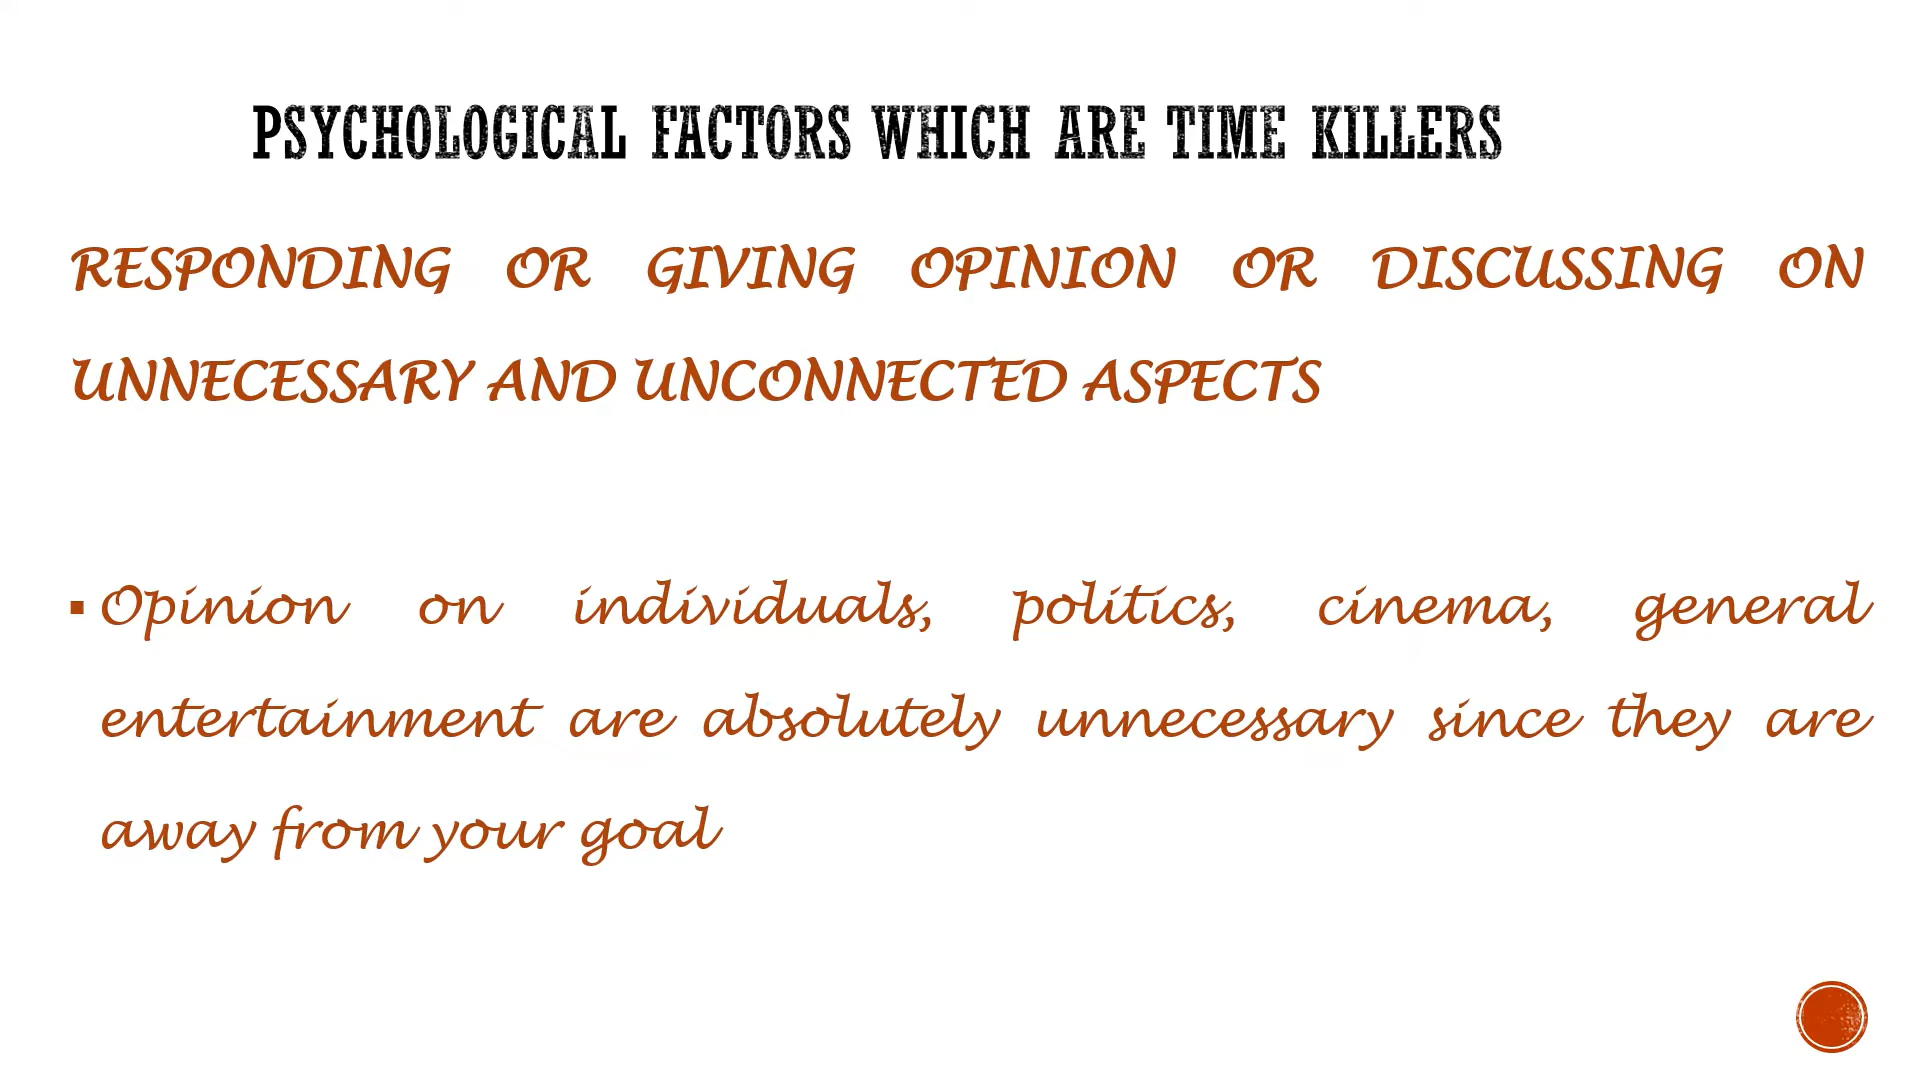 PSYCHOLOGICAL FACTORS WHICH ARE TIME KILLERS
RESPONDING OR GIVING OPINION OR DISCUSSING ON
UNNECESSARY AND UNCONNECTED ASPECTS
▪ Opinion on individuals, politics, cinema, general
entertainment are absolutely unnecessary since they are
away from your goal